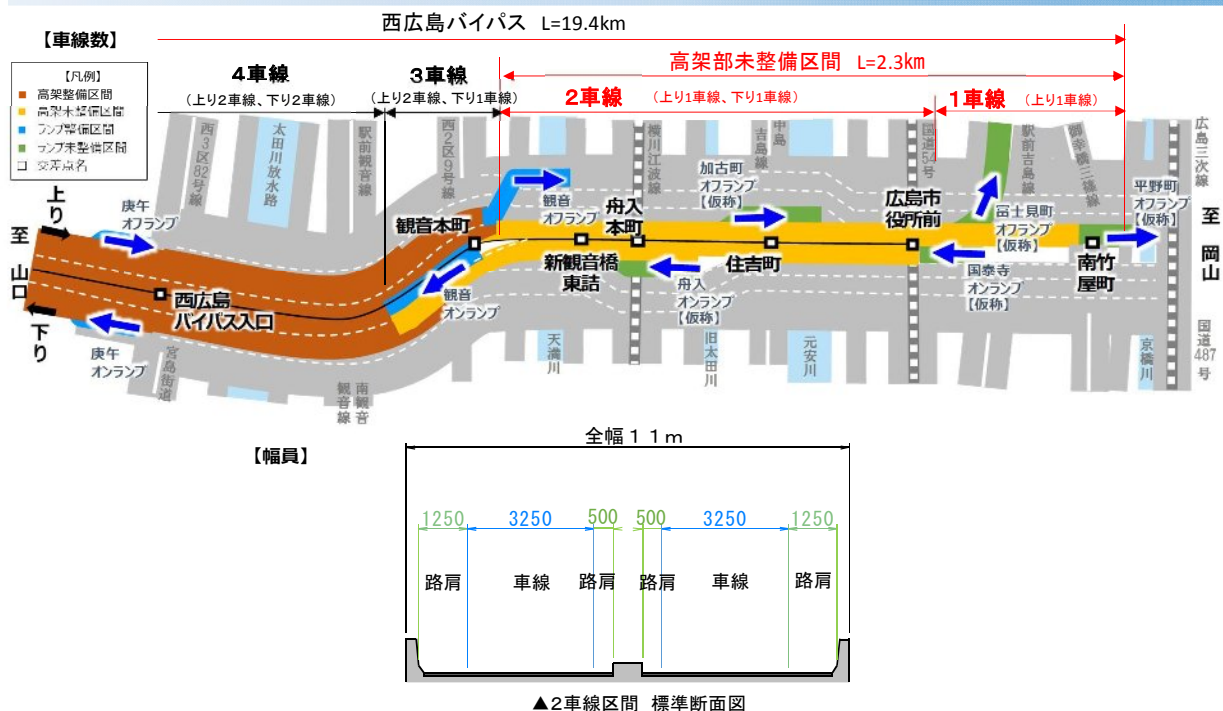 西広島バイパス L=19.4km
【車線数】
高架部未整備区間 L=2.3km
【凡例】
高架整備区間
高架未整備区間
ランプ整備区間
ランプ未整備区間
交差点名
4車線
(上り2車線、下り2車線)
3車線
(上り2車線、下り1車線)
2車線
(上り1車線、下り1車線)
1車線
(上り1車線)
西3区82号線
太田川放水路
駅前観音線
西2区9号線
横川江波線
中島
吉島線
国道54号
駅前吉島線
御幸橋三篠線
広島三次線
上り
至 山口
下り
庚午
オフランプ
西広島
バイパス入口
庚午
オンランプ
宮島街道
南観音
観音線
観音本町
観音
オフランプ
観音
オンランプ
新観音橋
東詰
舟入
本町
舟入
オンランプ
【仮称】
加古町
オフランプ
【仮称】
住吉町
広島市
役所前
冨士見町
オフランプ
【仮称】
国泰寺
オンランプ
【仮称】
南竹
屋町
平野町
オフランプ
(仮称)
至 岡山
天満川
旧太田川
元安川
京橋川
国道487号
【幅員】
全幅11m
1250 3250 500 500 3250 1250
路肩 車線 路肩 路肩 車線 路肩
▲2車線区間 標準断面図